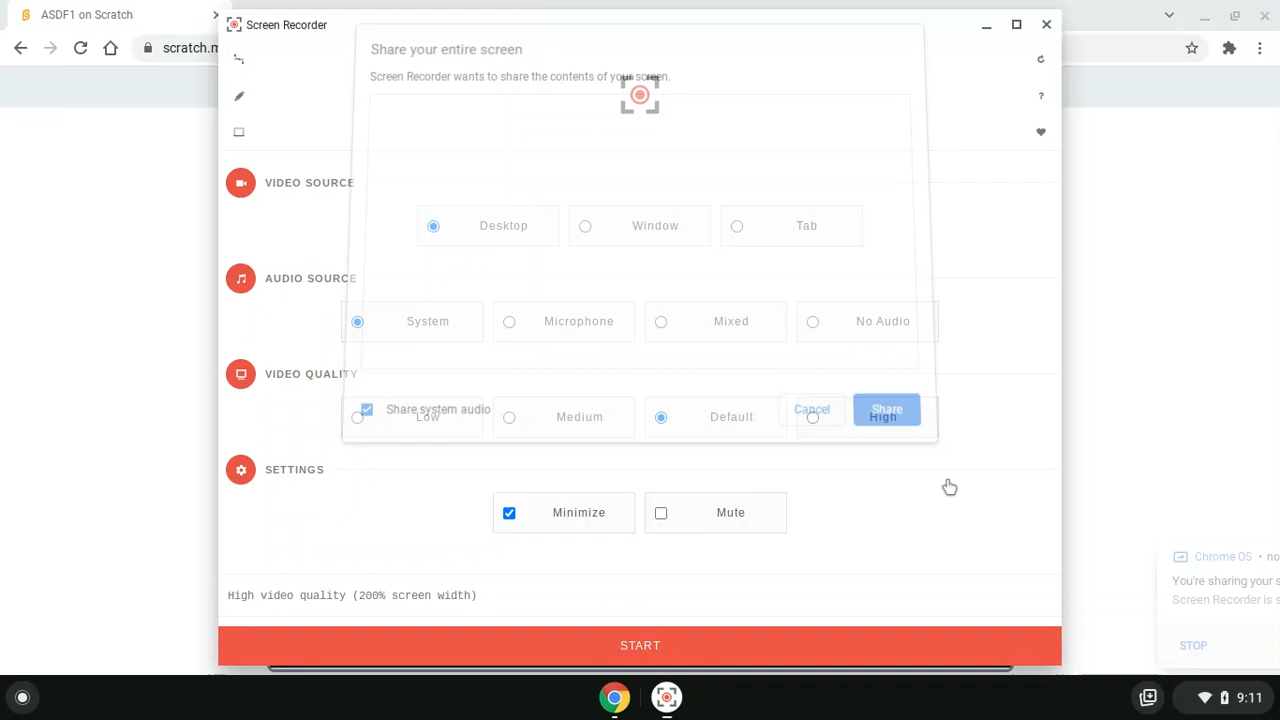 ASDF1 on Scratch
scratch.m
Screen Recorder
Share your entire screen
Screen Recorder wants to share the contents of your screen.
?
VIDEO SOURCE
Desktop
Window
Tab
AUDIO SOURCE
System
Microphone
Mixed
No Audio
VIDEO QUALITY
Share system audio
Cancel
Share
Low
Medium
Default
High
SETTINGS
Minimize
Mute
Chrome OS • no
You're sharing your s
Screen Recorder is s
STOP
High video quality (200% screen width)
START
9:11